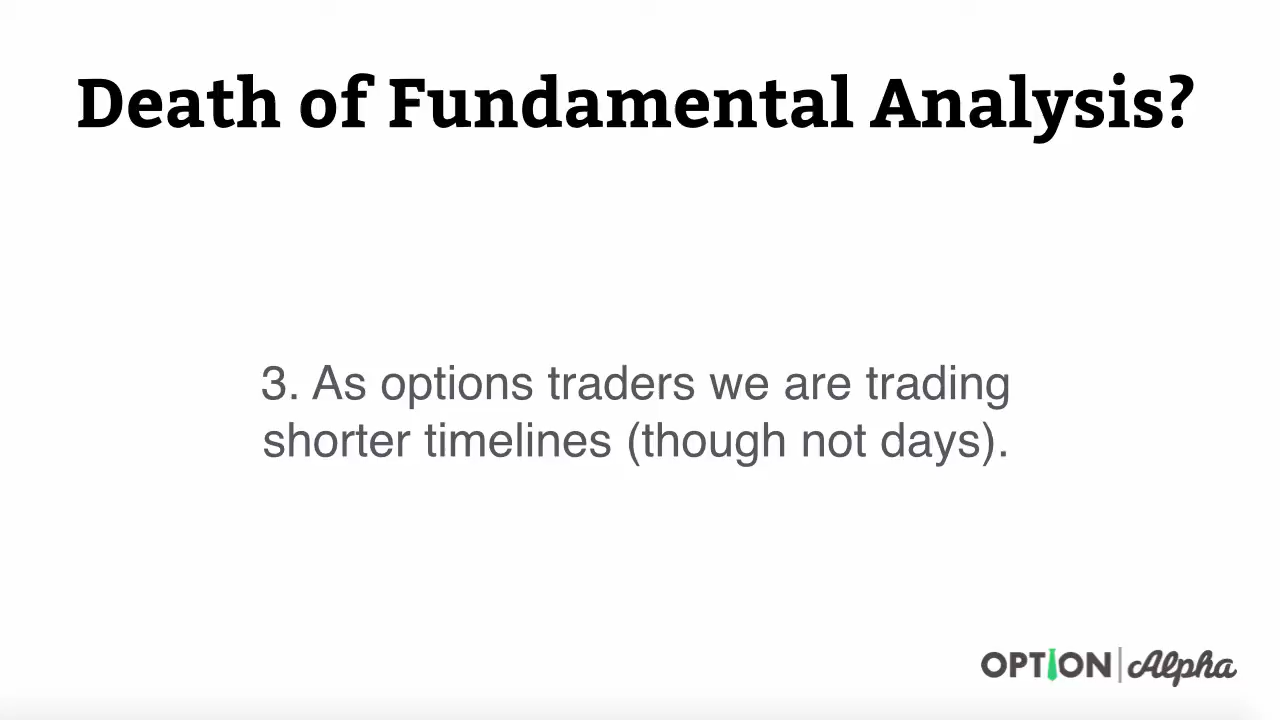 Death of Fundamental Analysis?
3. As options traders we are trading
shorter timelines (though not days).
OPTION | Alpha